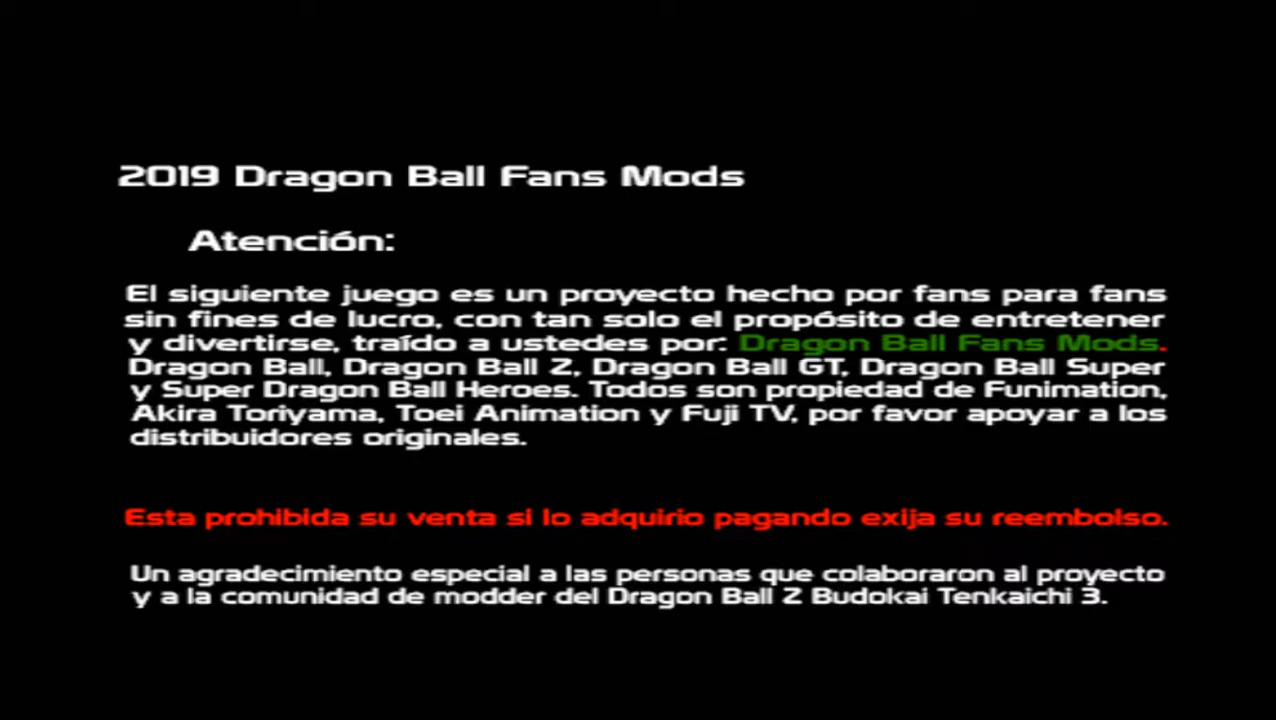 2019 Dragon Ball Fans Mods
Atención:
El siguiente juego es un proyecto hecho por fans para fans
sin fines de lucro, con tan solo el propósito de entretener
y divertirse, traído a ustedes por: Dragon Ball Fans Mods.
Dragon Ball, Dragon Ball Z, Dragon Ball GT, Dragon Ball Super
y Super Dragon Ball Heroes. Todos son propiedad de Funimation,
Akira Toriyama, Toei Animation y Fuji TV, por favor apoyar a los
distribuidores originales.
Esta prohibida su venta si lo adquirio pagando exija su reembolso.
Un agradecimiento especial a las personas que colaboraron al proyecto
y a la comunidad de modder del Dragon Ball Z Budokai Tenkaichi 3.